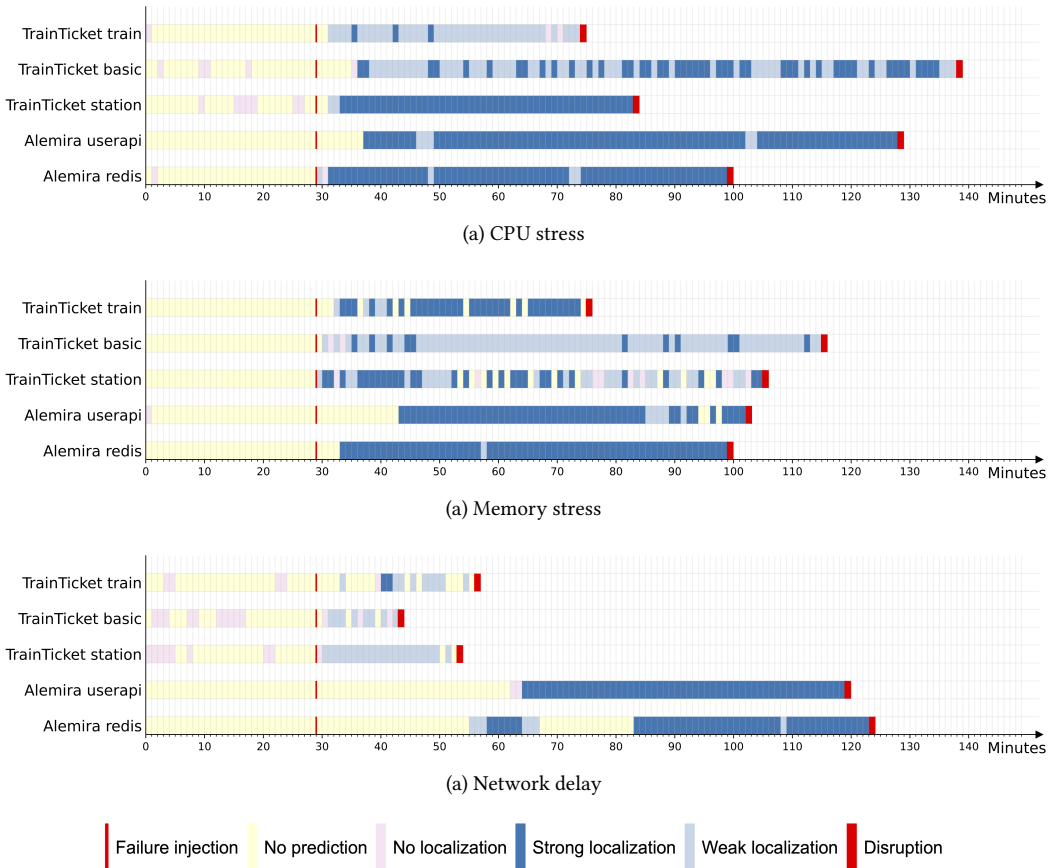 TrainTicket train
TrainTicket basic
TrainTicket station
Alemira userapi
Alemira redis
0 10 20 30 40 50 60 70 80 90 100 110 120 130 140 Minutes
(a) CPU stress
TrainTicket train
TrainTicket basic
TrainTicket station
Alemira userapi
Alemira redis
0 10 20 30 40 50 60 70 80 90 100 110 120 130 140 Minutes
(a) Memory stress
TrainTicket train
TrainTicket basic
TrainTicket station
Alemira userapi
Alemira redis
0 10 20 30 40 50 60 70 80 90 100 110 120 130 140 Minutes
(a) Network delay
Failure injection No prediction No localization Strong localization Weak localization Disruption